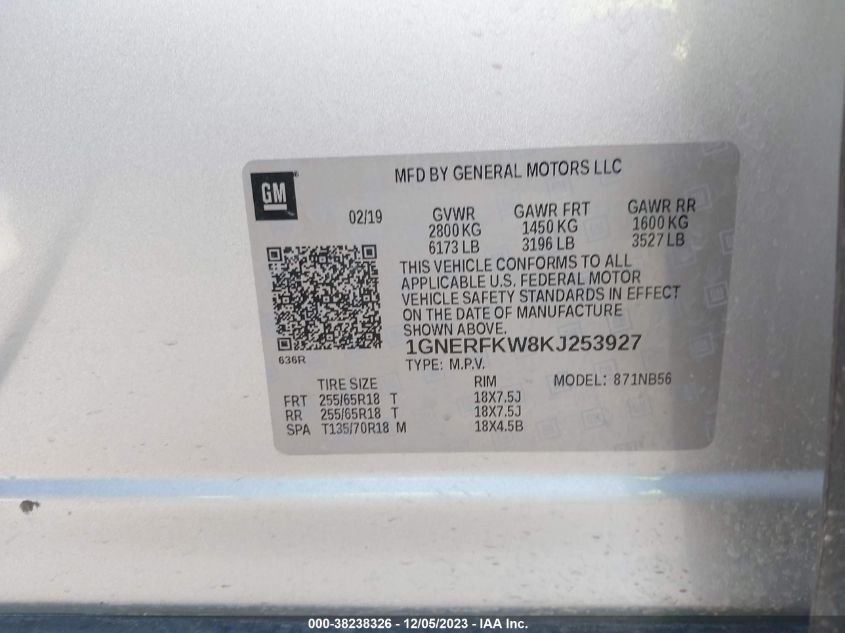 MFD BY GENERAL MOTORS LLC
GM
02/19 GVWR GAWR FRT GAWR RR
2800 KG 1450 KG 1600 KG
6173 LB 3196 LB 3527 LB
THIS VEHICLE CONFORMS TO ALL
APPLICABLE U.S. FEDERAL MOTOR
VEHICLE SAFETY STANDARDS IN EFFECT
ON THE DATE OF MANUFACTURE
SHOWN ABOVE.
1GNERFKW8KJ253927
636R
TYPE: M.P.V.
TIRE SIZE RIM MODEL: 871NB56
FRT 255/65R18 T 18X7.5J
RR 255/65R18 T 18X7.5J
SPA T135/70R18 M 18X4.5B
000-38238326 - 12/05/2023 - IAA Inc.